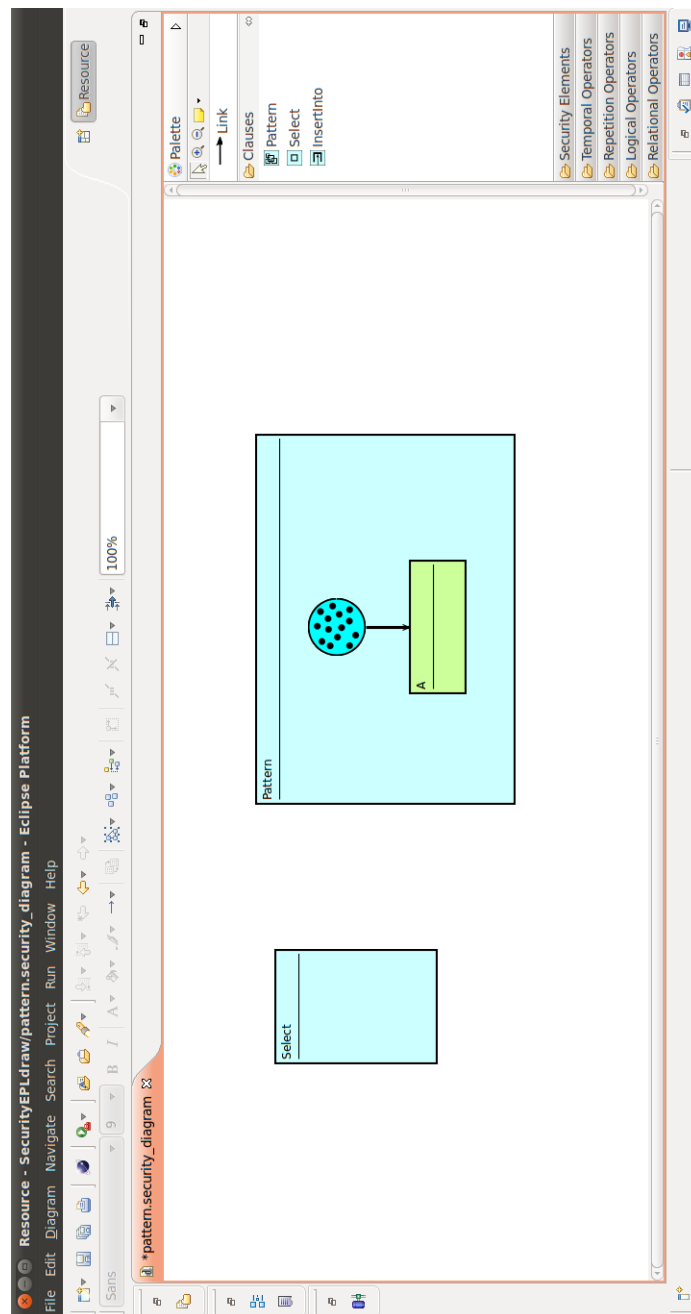 Resource - SecurityEPLdraw/pattern.security_diagram - Eclipse Platform
File Edit Diagram Navigate Search Project Run Window Help
Resource
Sans 9 B I A 100%
*pattern.security_diagram
Select
Pattern
A
Palette
Link
Clauses
Pattern
Select
InsertInto
Security Elements
Temporal Operators
Repetition Operators
Logical Operators
Relational Operators